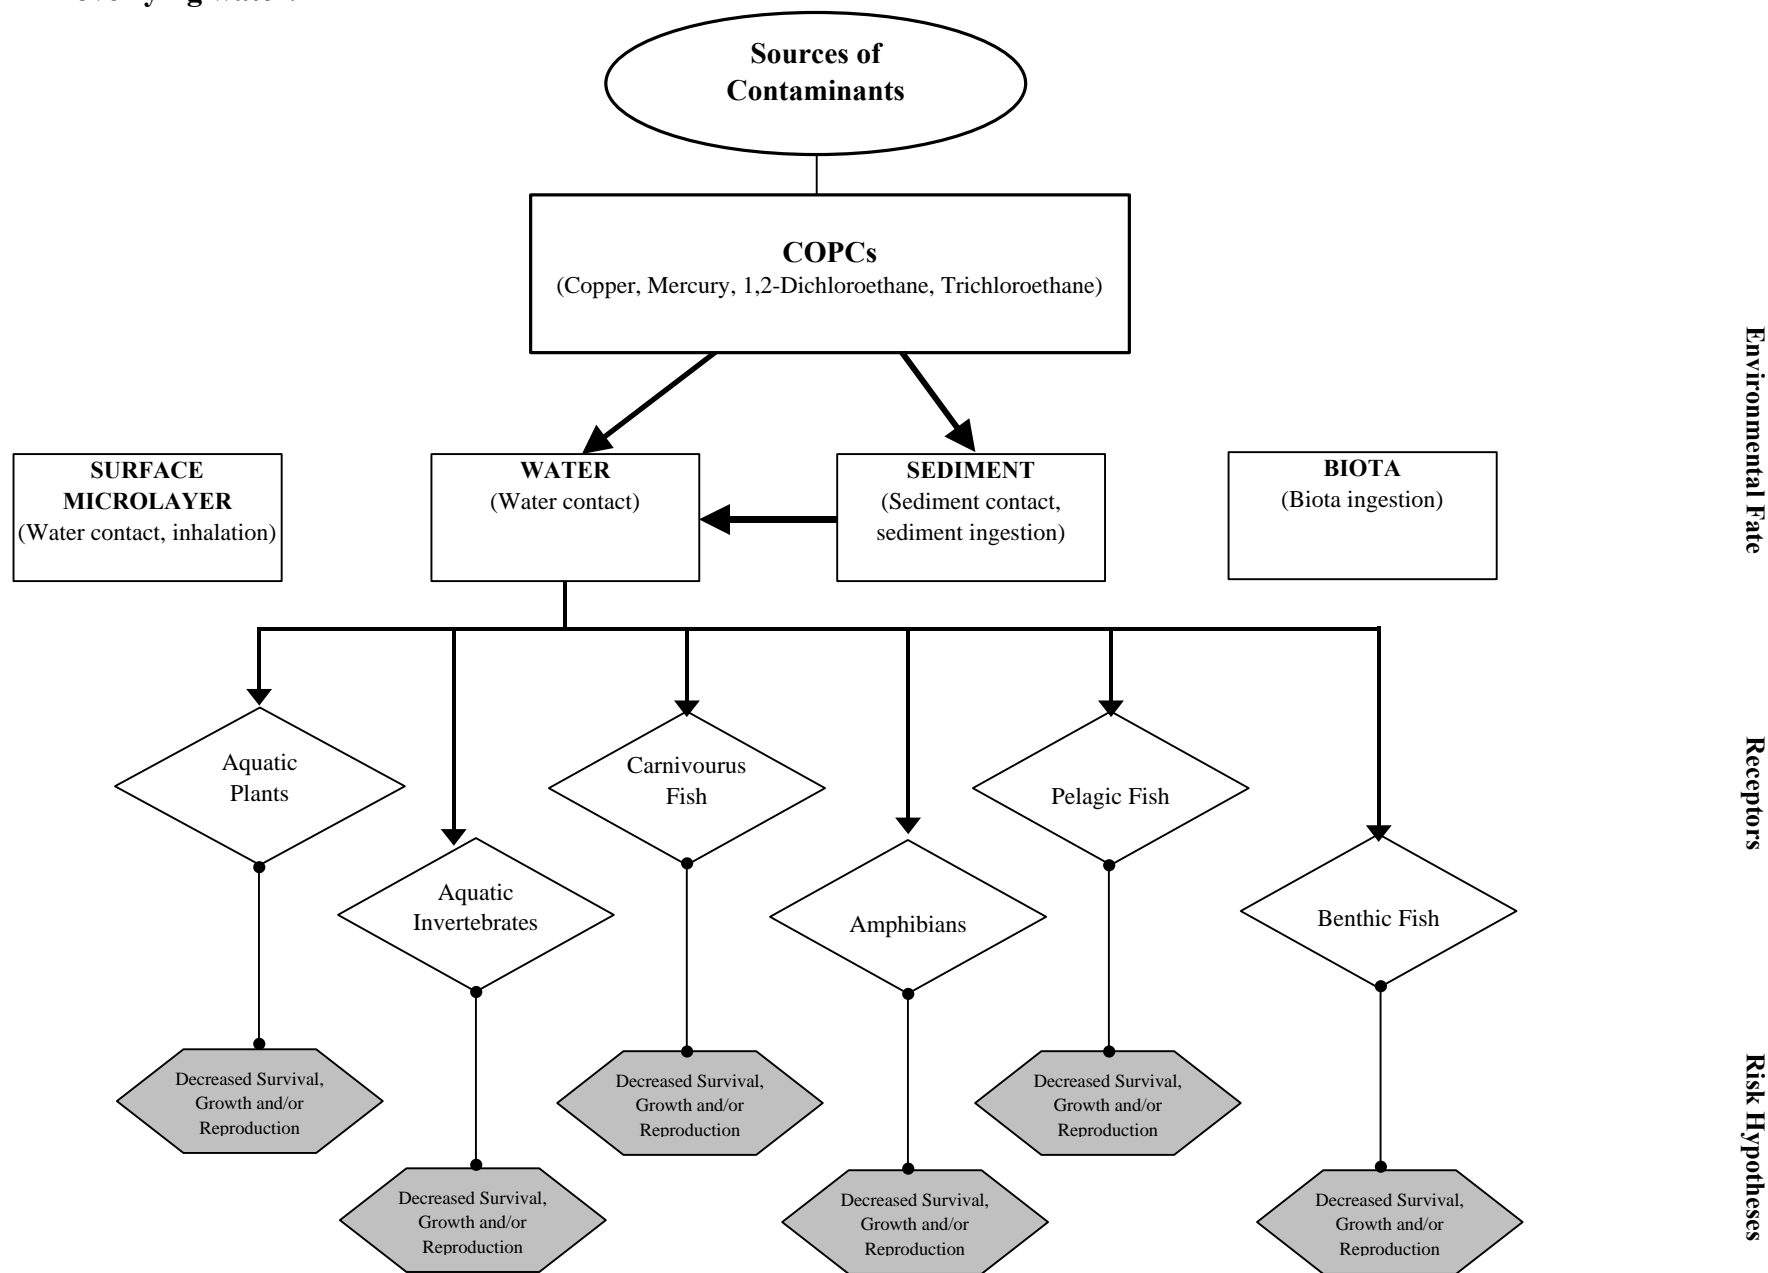 Sources of
Contaminants
COPCs
(Copper, Mercury, 1,2-Dichloroethane, Trichloroethane)
SURFACE
MICROLAYER
(Water contact, inhalation)
WATER
(Water contact)
SEDIMENT
(Sediment contact,
sediment ingestion)
BIOTA
(Biota ingestion)
Environmental Fate
Aquatic
Plants
Carnivourus
Fish
Pelagic Fish
Aquatic
Invertebrates
Amphibians
Benthic Fish
Receptors
Decreased Survival,
Growth and/or
Reproduction
Decreased Survival,
Growth and/or
Reproduction
Decreased Survival,
Growth and/or
Reproduction
Decreased Survival,
Growth and/or
Reproduction
Decreased Survival,
Growth and/or
Reproduction
Decreased Survival,
Growth and/or
Reproduction
Risk Hypotheses